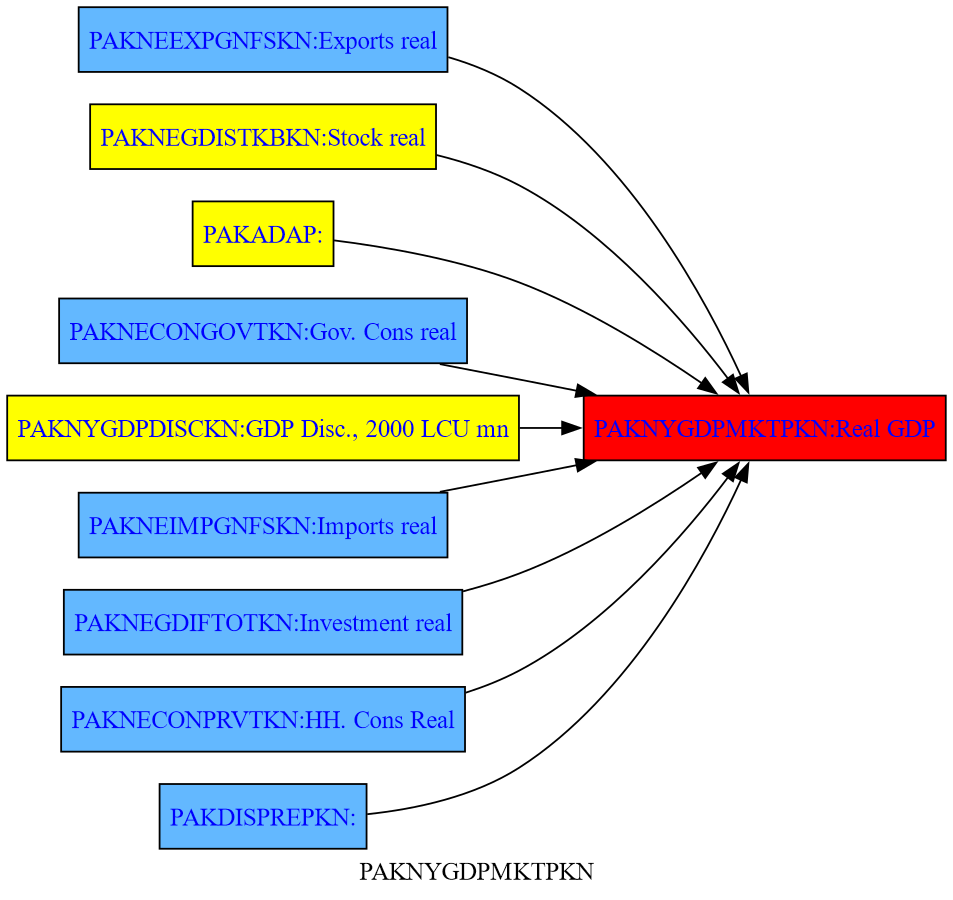 PAKNEEXPGNFSKN:Exports real
PAKNEGDISTKBKN:Stock real
PAKADAP:
PAKNECONGOVTKN:Gov. Cons real
PAKNYGDPDISCKN:GDP Disc., 2000 LCU mn
PAKNYGDPMKTPKN:Real GDP
PAKNEIMPGNFSKN:Imports real
PAKNEGDIFTOTKN:Investment real
PAKNECONPRVTKN:HH. Cons Real
PAKDISPREPKN:
PAKNYGDPMKTPKN